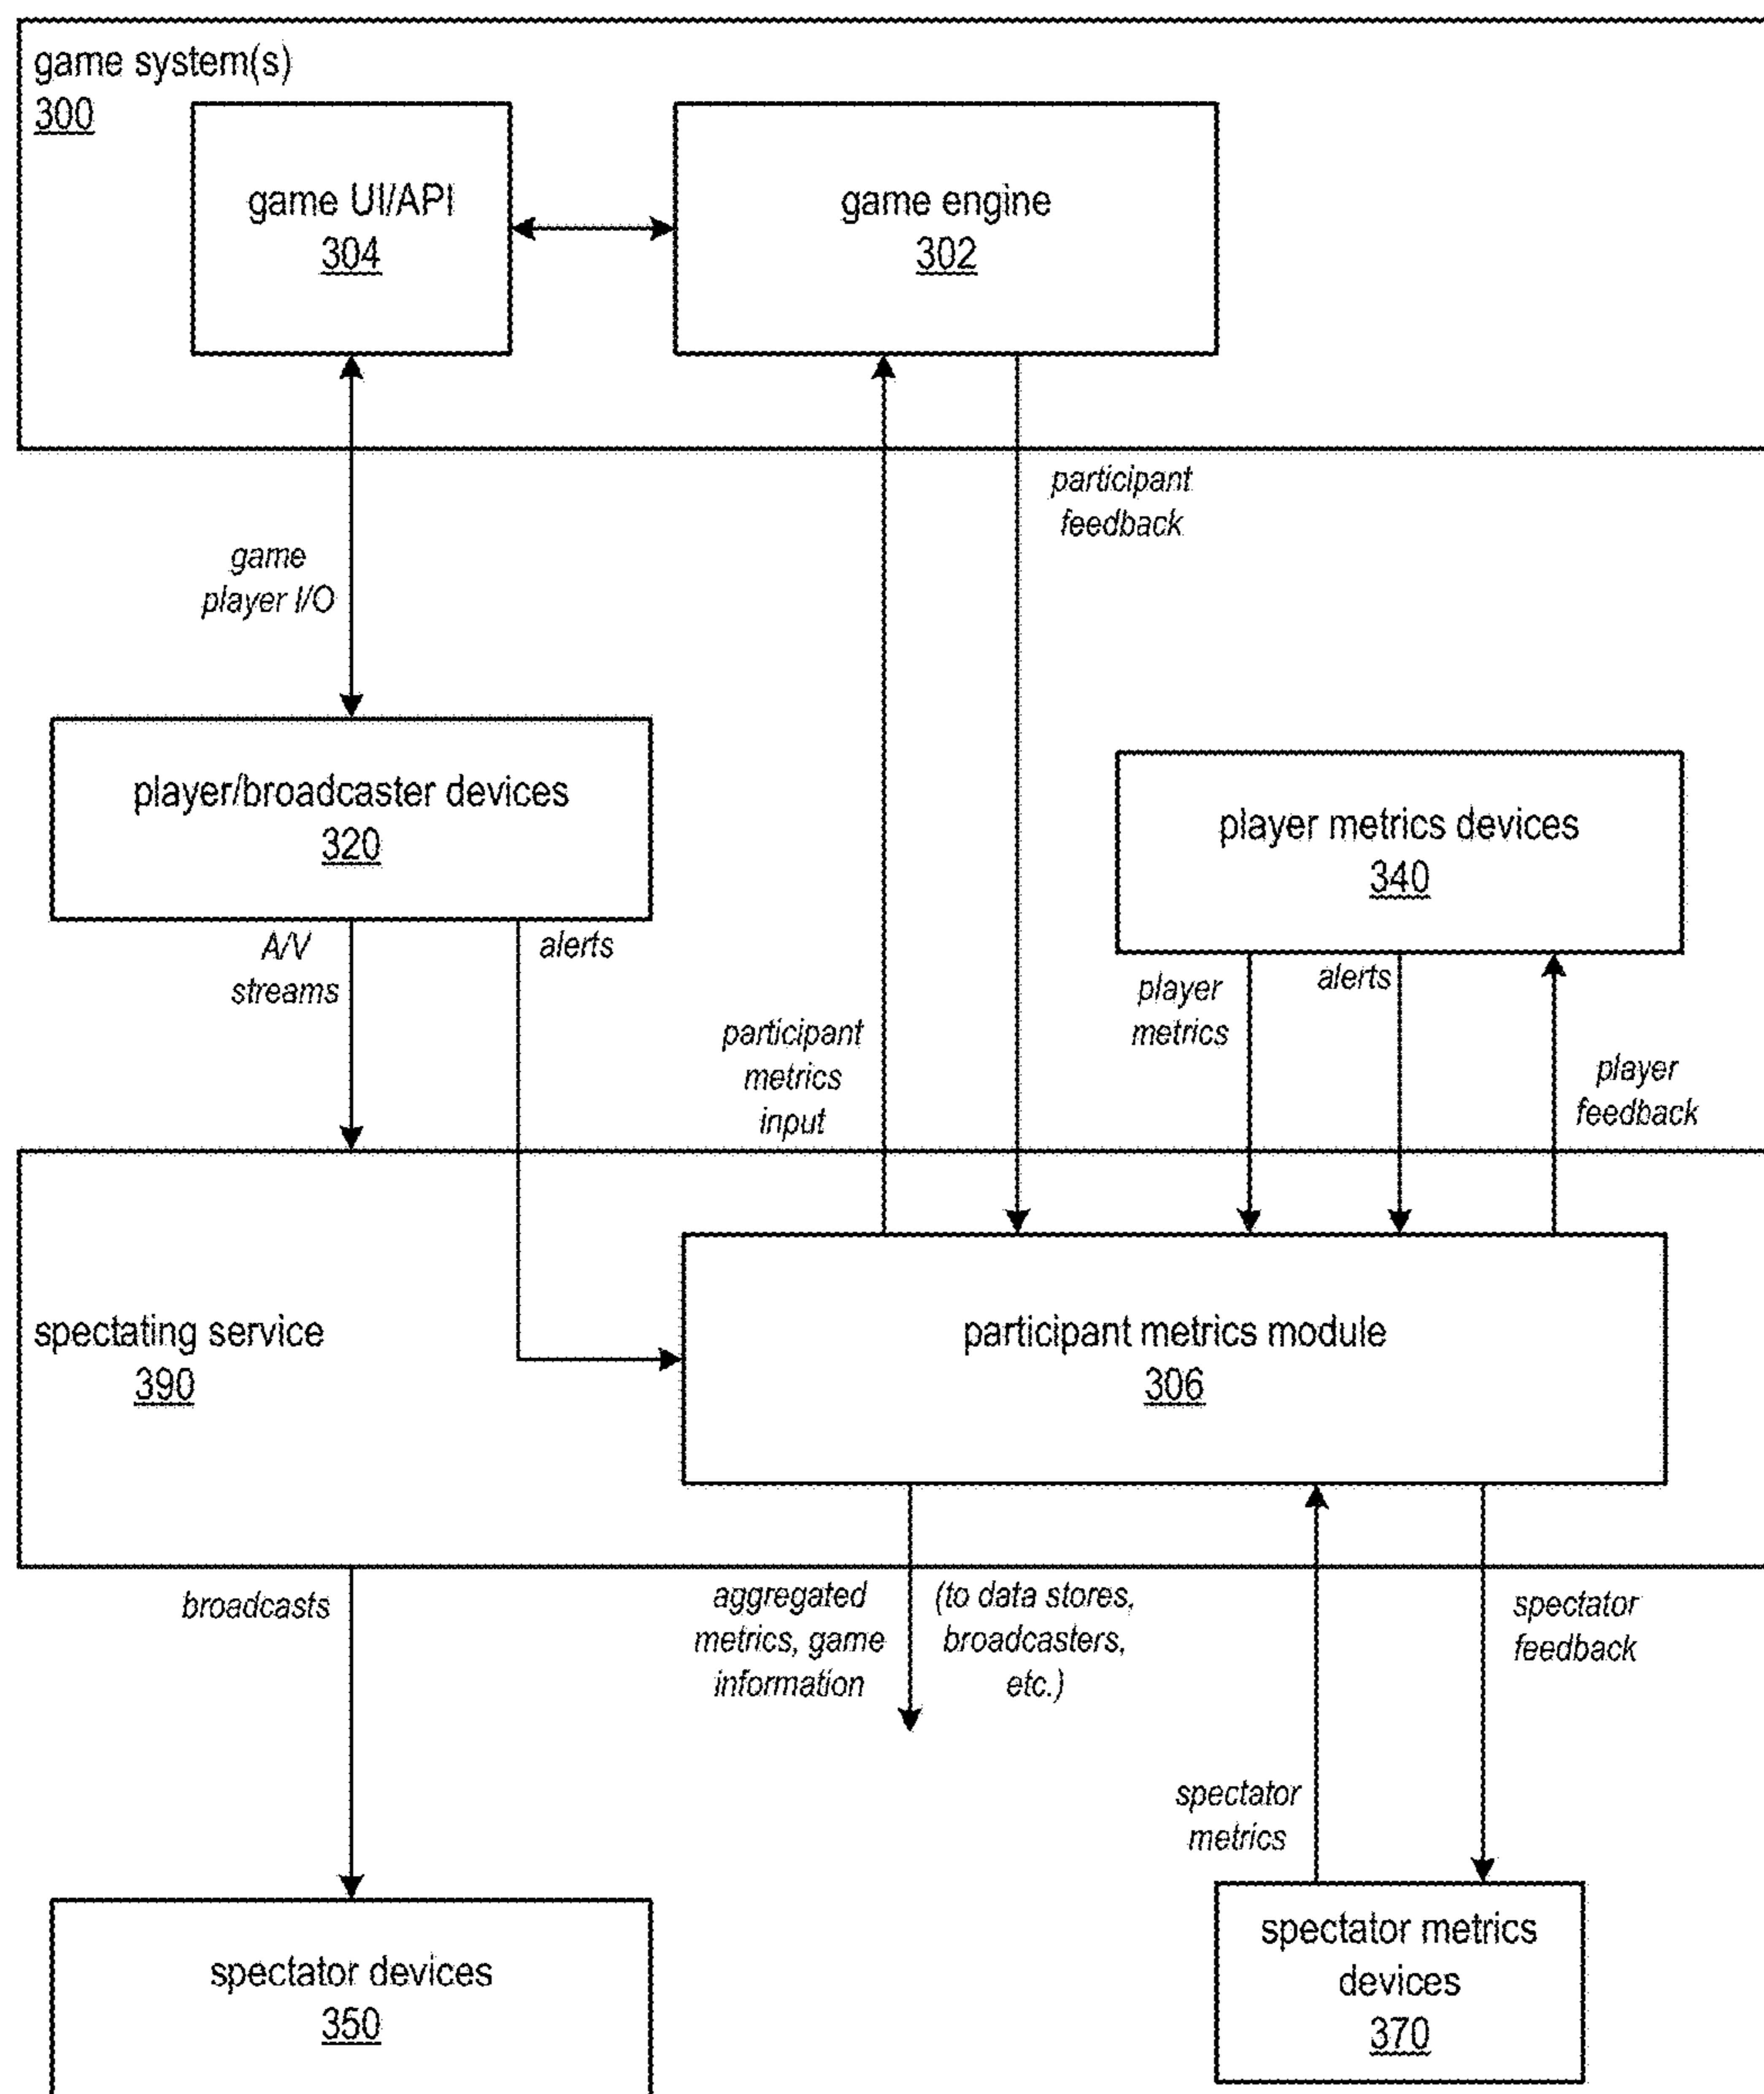 game system(s)
300
game UI/API
304
game engine
302
participant
feedback
game
player I/O
player/broadcaster devices
320
player metrics devices
340
A/V
streams
alerts
player
metrics
alerts
participant
metrics
input
player
feedback
spectating service
390
participant metrics module
306
broadcasts
aggregated
metrics, game
information
(to data stores,
broadcasters,
etc.)
spectator
feedback
spectator
metrics
spectator devices
350
spectator metrics
devices
370